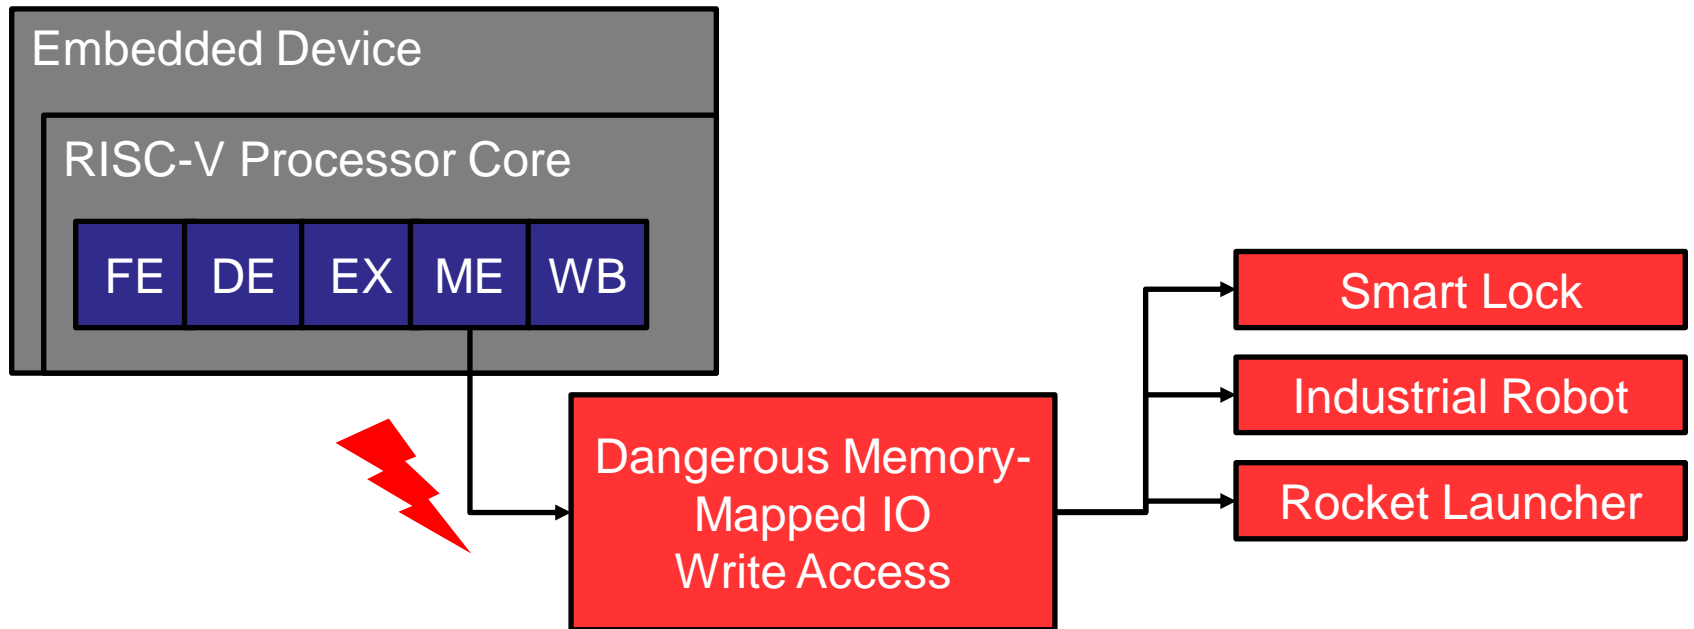 Embedded Device
RISC-V Processor Core
FE DE EX ME WB
Dangerous Memory-
Mapped IO
Write Access
Smart Lock
Industrial Robot
Rocket Launcher